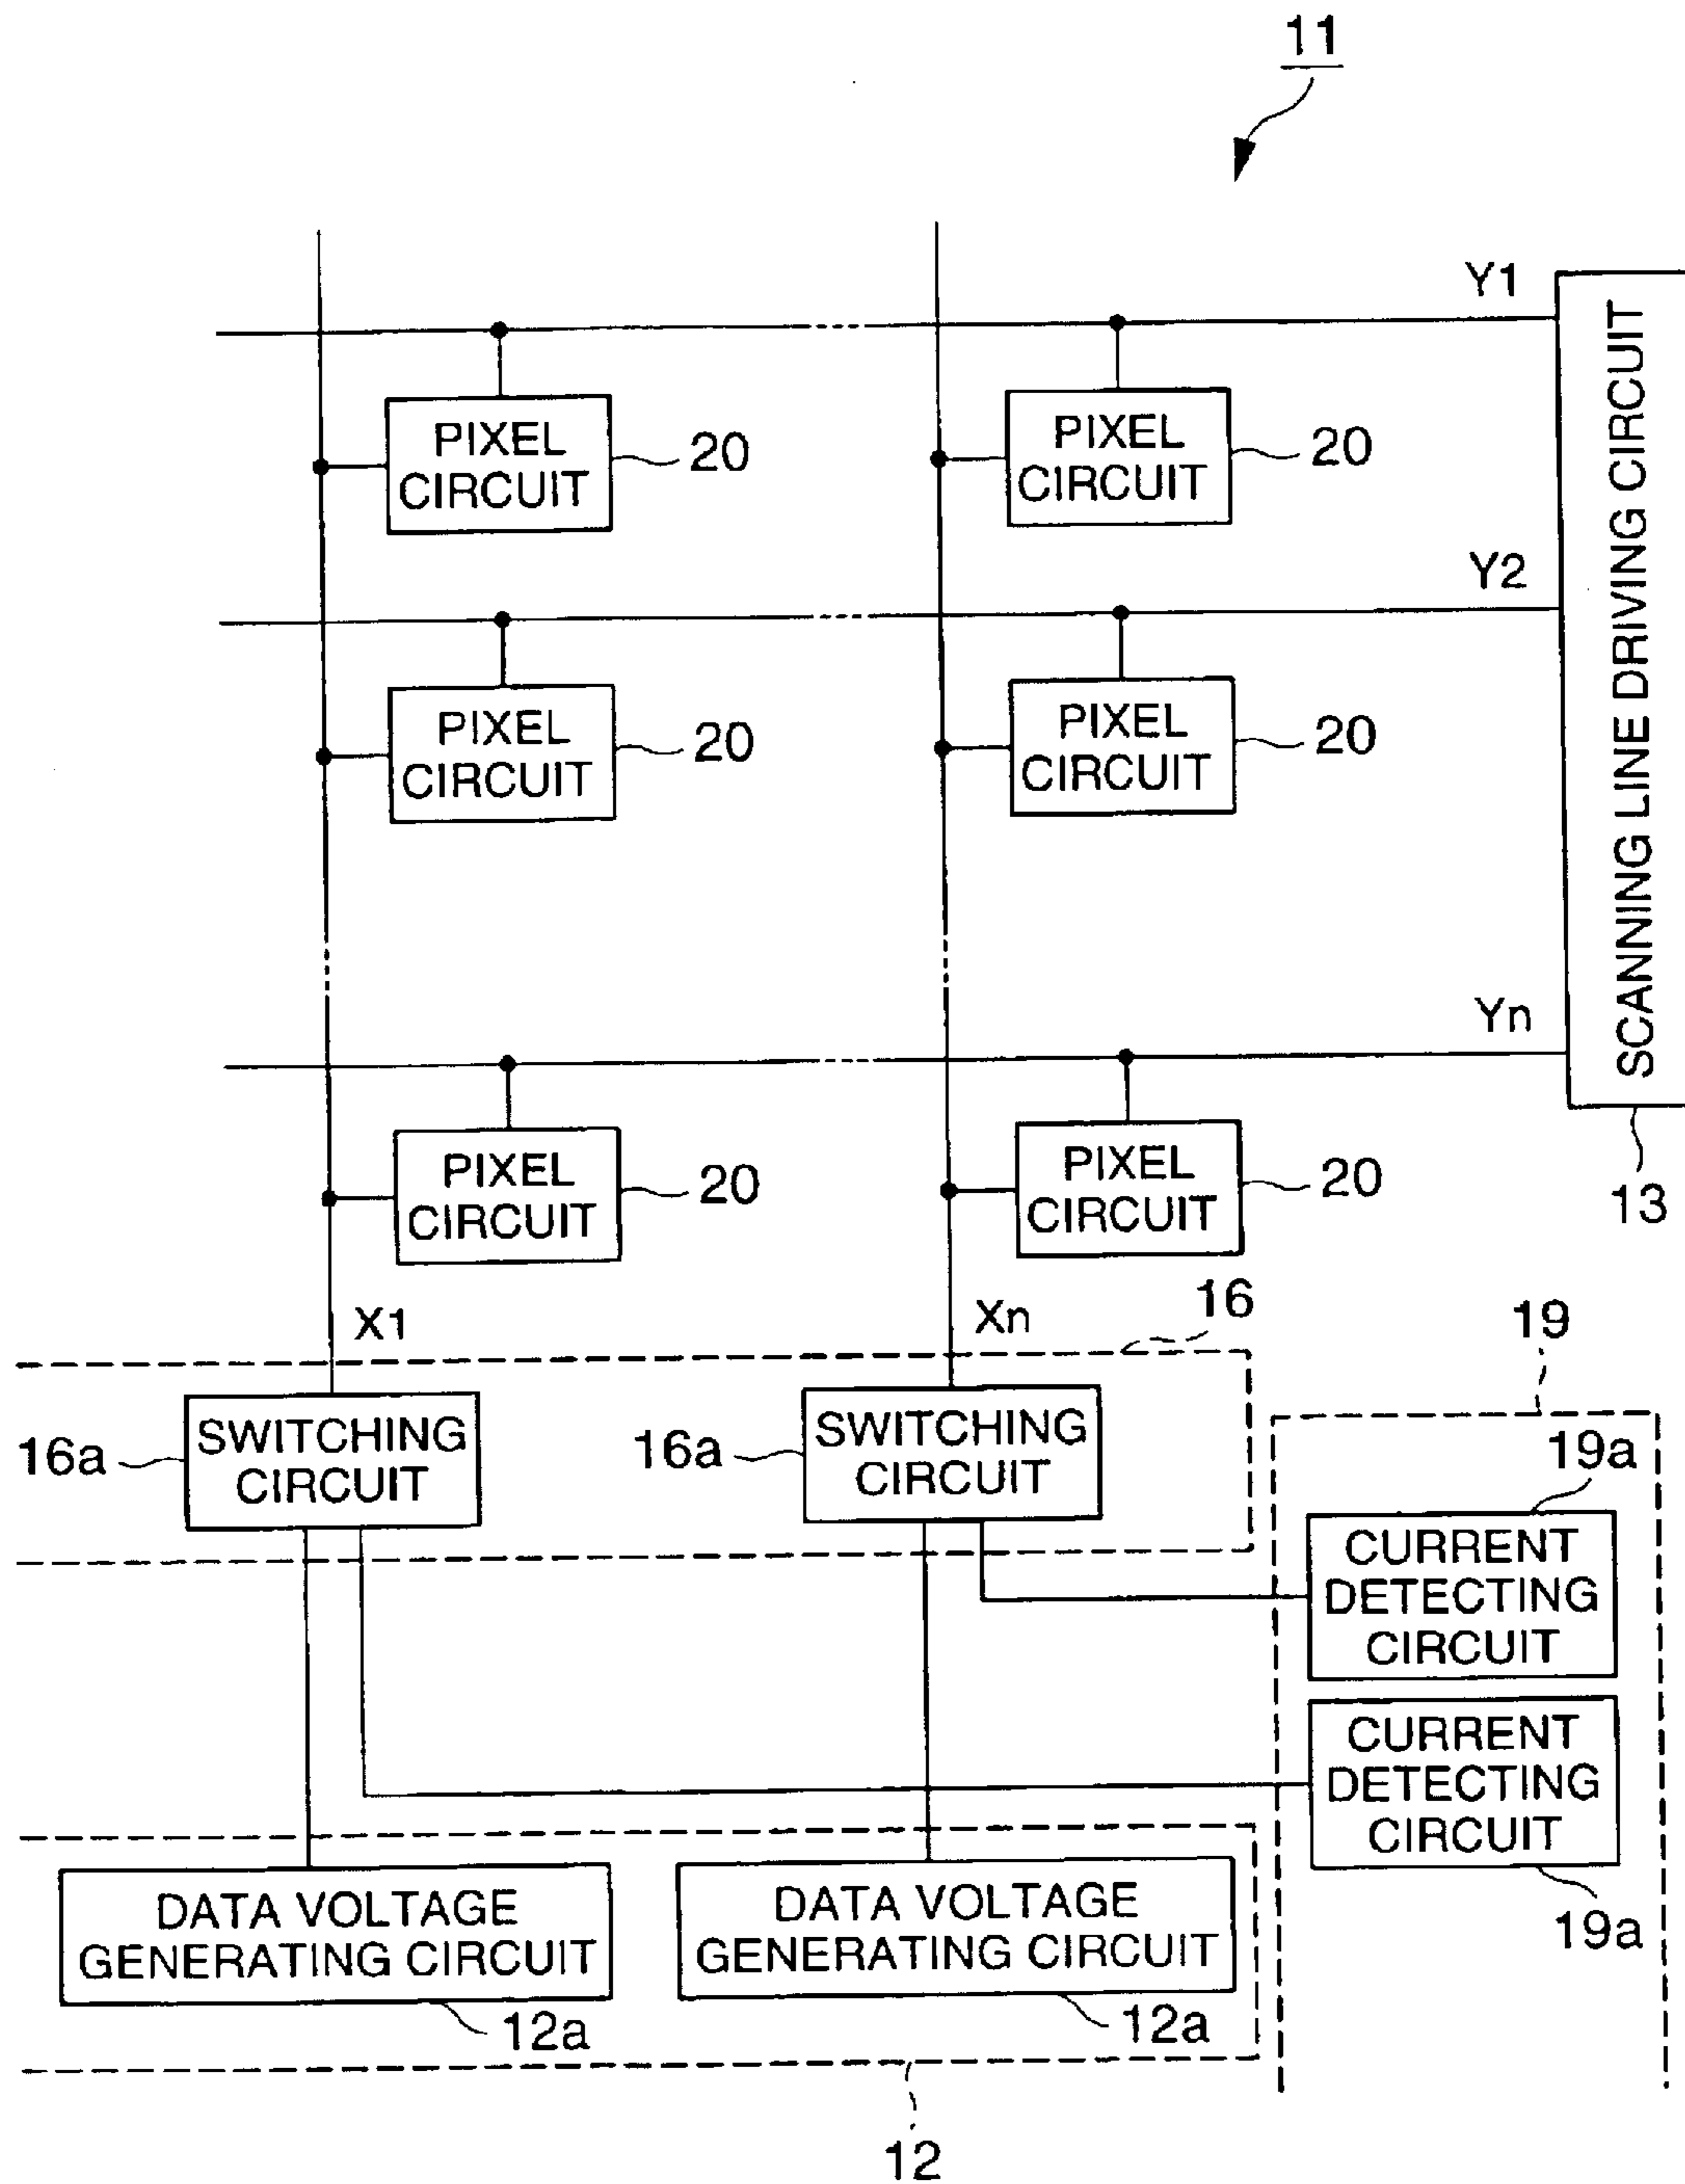 11
Y1
PIXEL
CIRCUIT
20
PIXEL
CIRCUIT
20
SCANNING LINE DRIVING CIRCUIT
13
Y2
PIXEL
CIRCUIT
20
PIXEL
CIRCUIT
20
Yn
PIXEL
CIRCUIT
20
PIXEL
CIRCUIT
20
X1
Xn
16
19
16a
SWITCHING
CIRCUIT
16a
SWITCHING
CIRCUIT
19a
CURRENT
DETECTING
CIRCUIT
CURRENT
DETECTING
CIRCUIT
19a
DATA VOLTAGE
GENERATING CIRCUIT
12a
DATA VOLTAGE
GENERATING CIRCUIT
12a
12